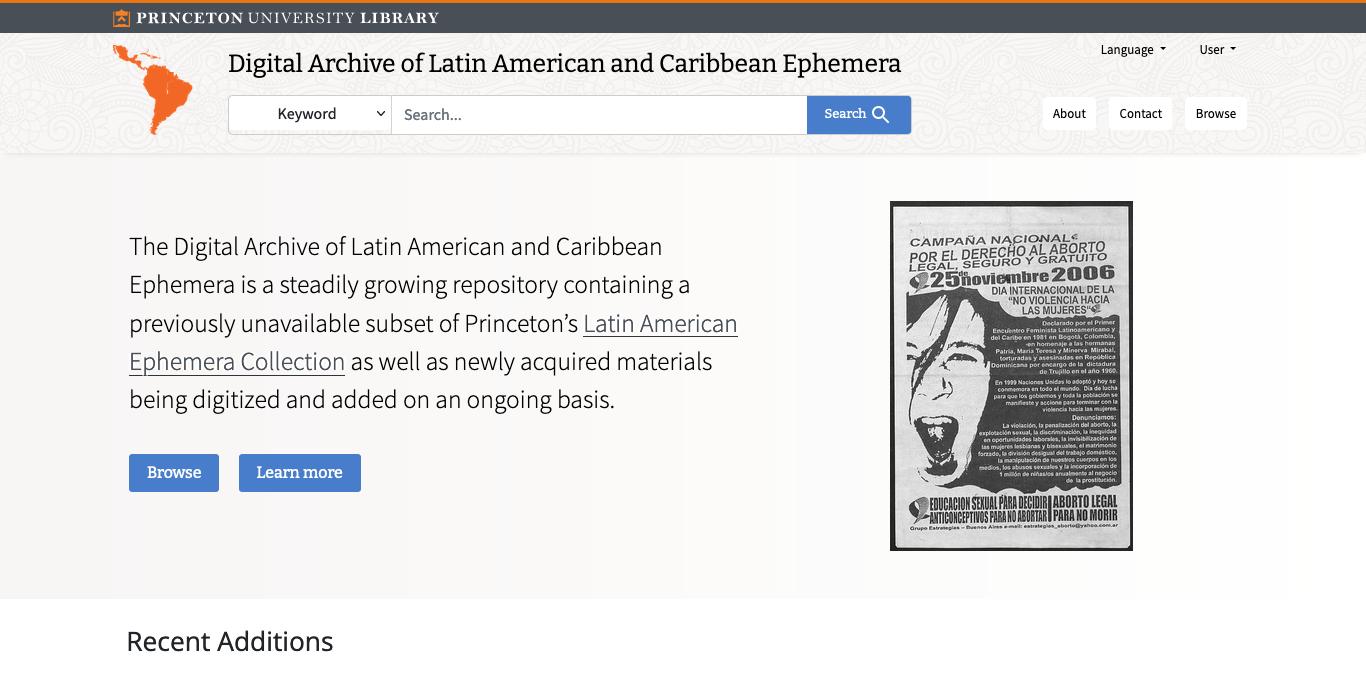 PRINCETON UNIVERSITY LIBRARY
Language
User
Digital Archive of Latin American and Caribbean Ephemera
Keyword
Search...
Search
About
Contact
Browse
The Digital Archive of Latin American and Caribbean
Ephemera is a steadily growing repository containing a
previously unavailable subset of Princeton’s Latin American
Ephemera Collection as well as newly acquired materials
being digitized and added on an ongoing basis.
Browse
Learn more
CAMPAÑA NACIONAL
POR EL DERECHO AL ABORTO
LEGAL, SEGURO Y GRATUITO
25 de noviembre 2006
DIA INTERNACIONAL DE LA
"NO VIOLENCIA HACIA
LAS MUJERES"
Declarado por el Primer
Encuentro Feminista Latinoamericano y
del Caribe en 1981 en Bogotá, Colombia,
en homenaje a las hermanas
Patria, María Teresa y Minerva Mirabal,
torturadas y asesinadas en República
Dominicana por encargo de la dictadura
de Trujillo en el año 1960.
En 1999 Naciones Unidas lo adoptó y hoy se
conmemora en todo el mundo. Día de lucha
para que los gobiernos y toda la población se
manifieste y accione para terminar con la
violencia hacia las mujeres.
Denunciamos:
La violación, la penalización del aborto, la
explotación sexual, la discriminación, la inequidad
en oportunidades laborales, la invisibilización de
las mujeres lesbianas y bisexuales, el matrimonio
forzado, la división desigual del trabajo doméstico,
la manipulación de nuestros cuerpos en los
medios, los abusos sexuales y la incorporación de
1 millón de niñas/os anualmente al negocio
de la prostitución.
EDUCACION SEXUAL PARA DECIDIR
ANTICONCEPTIVOS PARA NO ABORTAR
ABORTO LEGAL
PARA NO MORIR
Grupo Estrategias – Buenos Aires e-mail: estrategias_aborto@yahoo.com.ar
Recent Additions